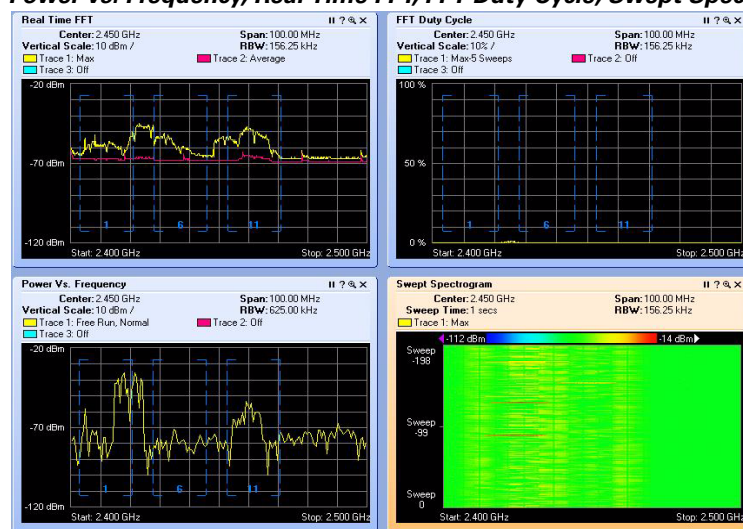 Power vs. Frequency/Real Time FFT/FFT Duty Cycle/Swept Spec
Real Time FFT
Center: 2.450 GHz Span: 100.00 MHz
Vertical Scale: 10 dBm / RBW: 156.25 kHz
Trace 1: Max Trace 2: Average
Trace 3: Off
-20 dBm
-70 dBm
1 6 11
-120 dBm
Start: 2.400 GHz Stop: 2.500 GHz
FFT Duty Cycle
Center: 2.450 GHz Span: 100.00 MHz
Vertical Scale: 10% / RBW: 156.25 kHz
Trace 1: Max-5 Sweeps Trace 2: Off
Trace 3: Off
100 %
50 %
1 6 11
0 %
Start: 2.400 GHz Stop: 2.500 GHz
Power Vs. Frequency
Center: 2.450 GHz Span: 100.00 MHz
Vertical Scale: 10 dBm / RBW: 625.00 kHz
Trace 1: Free Run, Normal Trace 2: Off
Trace 3: Off
-20 dBm
-70 dBm
1 6 11
-120 dBm
Start: 2.400 GHz Stop: 2.500 GHz
Swept Spectrogram
Center: 2.450 GHz Span: 100.00 MHz
Sweep Time: 1 secs RBW: 156.25 kHz
Trace 1: Max
-112 dBm -14 dBm
Sweep
-198
Sweep
-99
Sweep
0
Start: 2.400 GHz Stop: 2.500 GHz